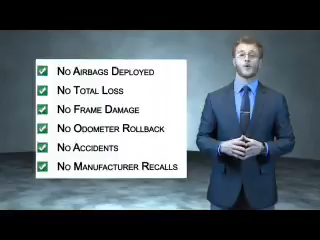 No Airbags Deployed
No Total Loss
No Frame Damage
No Odometer Rollback
No Accidents
No Manufacturer Recalls